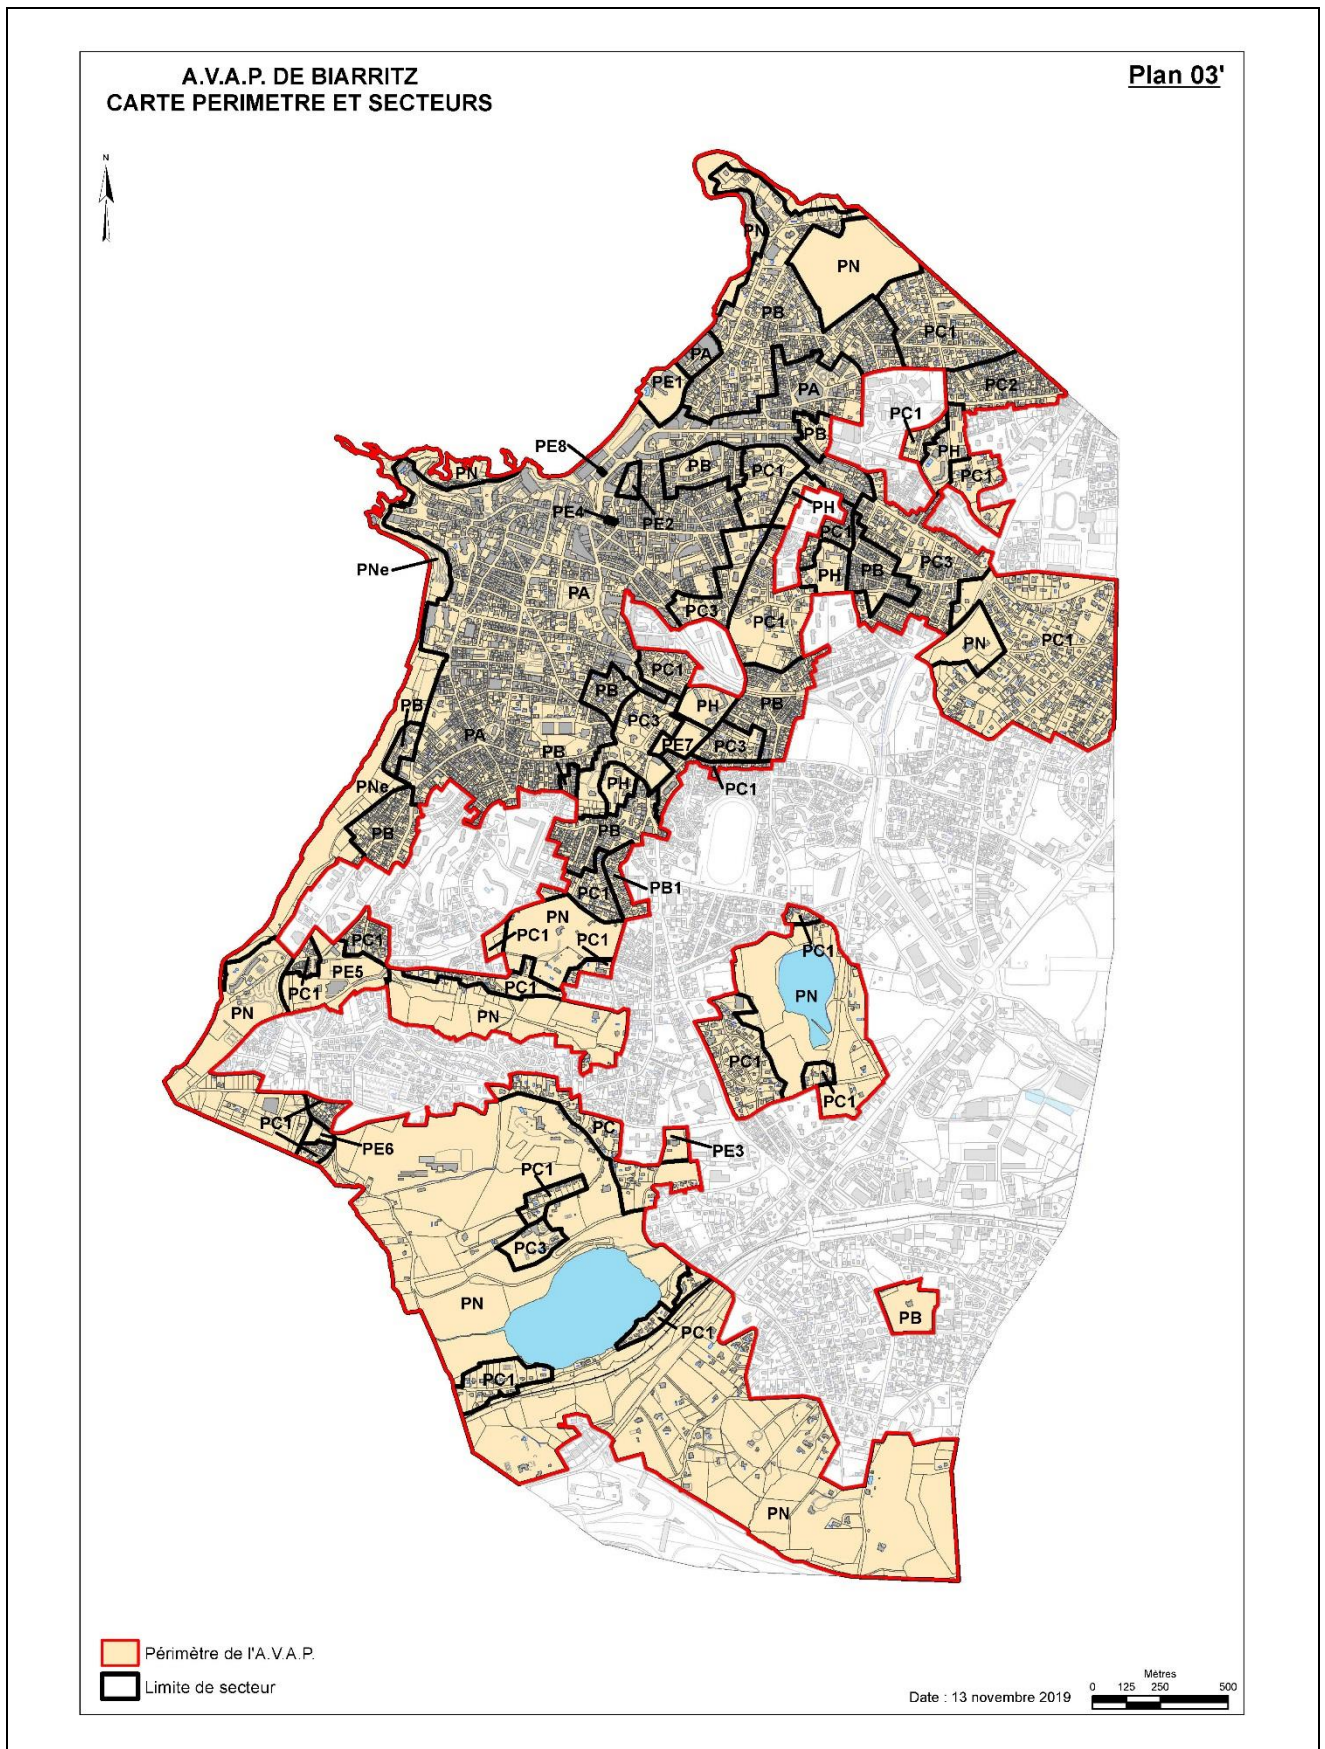 A.V.A.P. DE BIARRITZ
CARTE PERIMETRE ET SECTEURS
Plan 03'
N
PN
PN
PB
PC1
PA
PE1
PA
PC2
PC1
PB
PH
PE8
PN
PB
PC1
PC1
PE4
PE2
PH
PC1
PNe
PH
PB
PC3
PA
PC3
PC1
PC1
PN
PC1
PB
PH
PB
PB
PC3
PA
PE7
PC3
PB
PNe
PH
PC1
PB
PB
PC1
PB1
PN
PC1
PC1
PC1
PC1
PE5
PC1
PC1
PN
PN
PN
PC1
PC1
PC1
PC
PE6
PE3
PC1
PC3
PN
PB
PC1
PC1
PN
Périmètre de l'A.V.A.P.
Limite de secteur
Date : 13 novembre 2019
Mètres
0 125 250 500